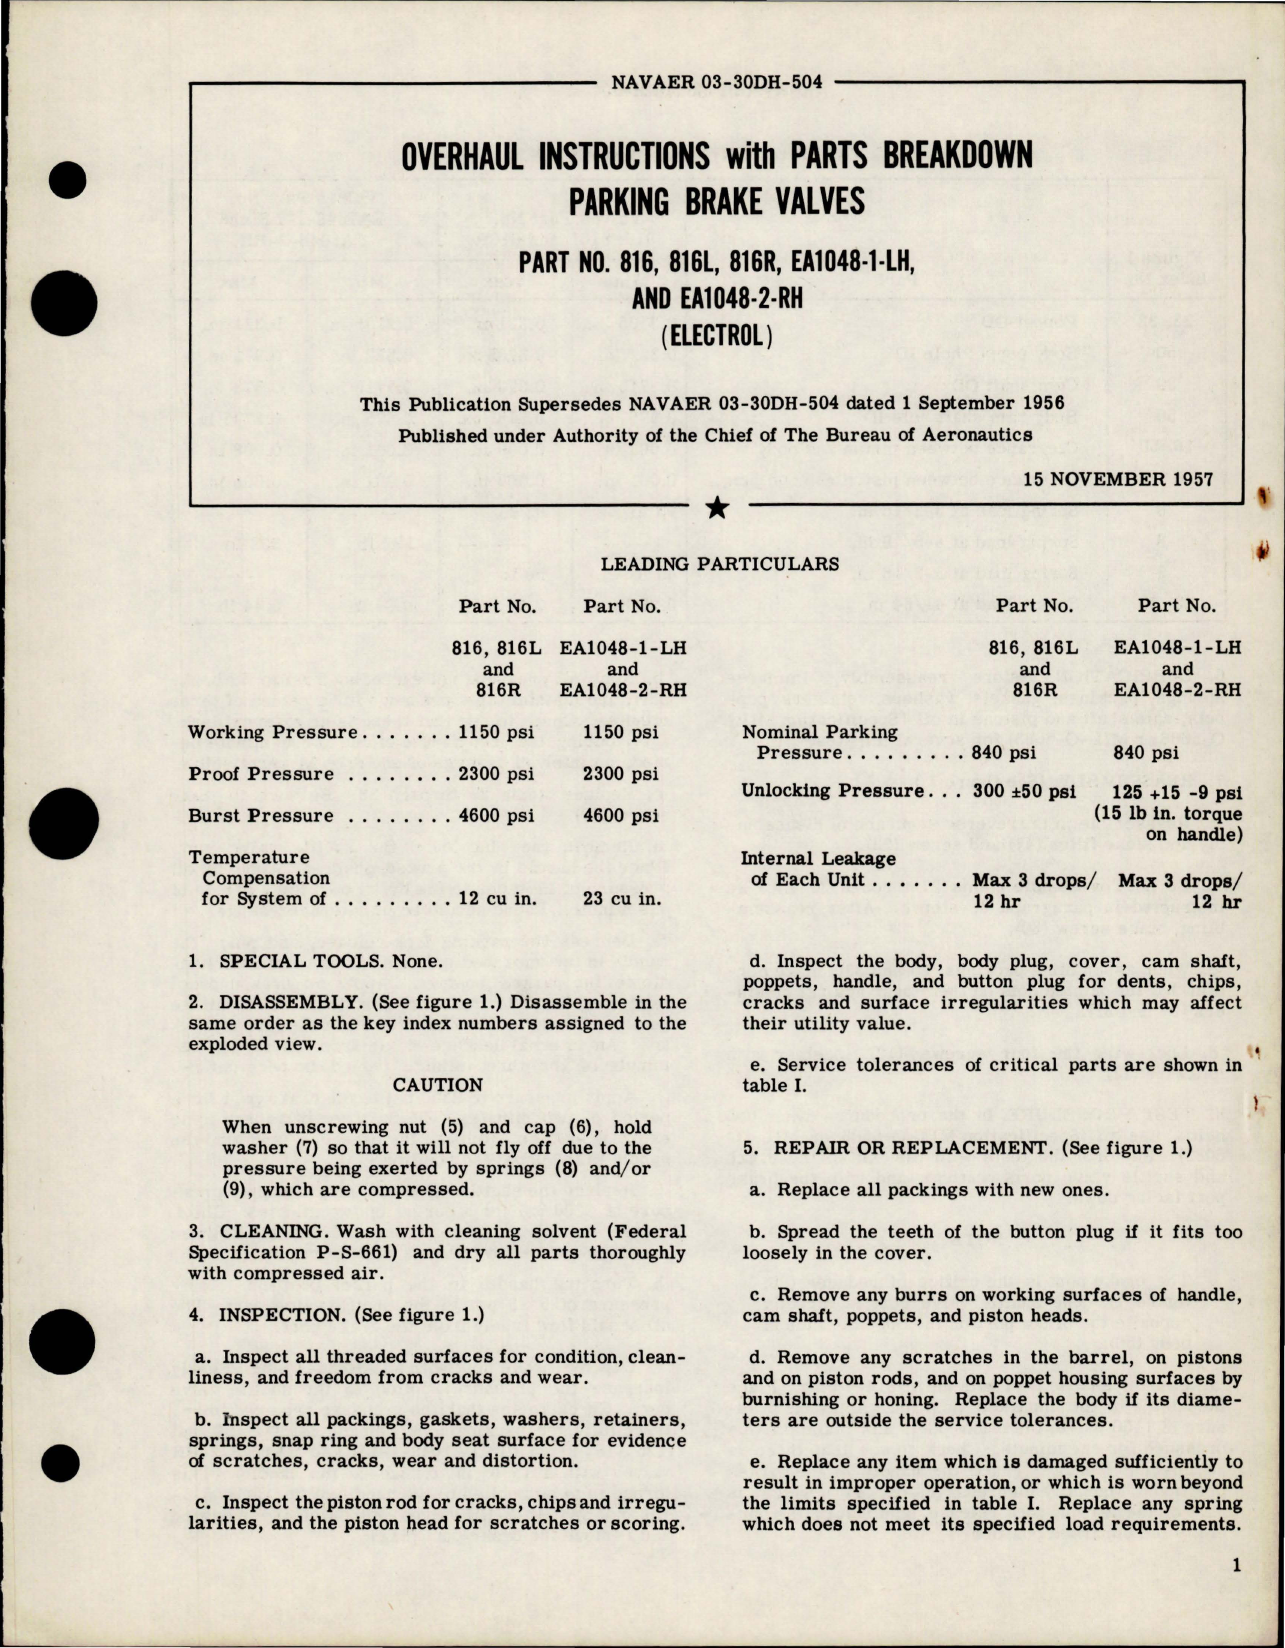 NAVAER 03-30DH-504
OVERHAUL INSTRUCTIONS with PARTS BREAKDOWN
PARKING BRAKE VALVES
PART NO. 816, 816L, 816R, EA1048-1-LH,
AND EA1048-2-RH
(ELECTROL)
This Publication Supersedes NAVAER 03-30DH-504 dated 1 September 1956
Published under Authority of the Chief of The Bureau of Aeronautics
15 NOVEMBER 1957
LEADING PARTICULARS
Part No. Part No.
816, 816L EA1048-1-LH
and and
816R EA1048-2-RH
Working Pressure. . . . . . . 1150 psi 1150 psi
Proof Pressure . . . . . . . . 2300 psi 2300 psi
Burst Pressure . . . . . . . . 4600 psi 4600 psi
Temperature
Compensation
for System of . . . . . . . . . 12 cu in. 23 cu in.
Part No. Part No.
816, 816L EA1048-1-LH
and and
816R EA1048-2-RH
Nominal Parking
Pressure. . . . . . . . . 840 psi 840 psi
Unlocking Pressure. . . 300 ±50 psi 125 +15 -9 psi
(15 lb in. torque
on handle)
Internal Leakage
of Each Unit . . . . . . . Max 3 drops/ Max 3 drops/
12 hr 12 hr
1. SPECIAL TOOLS. None.
2. DISASSEMBLY. (See figure 1.) Disassemble in the
same order as the key index numbers assigned to the
exploded view.
CAUTION
When unscrewing nut (5) and cap (6), hold
washer (7) so that it will not fly off due to the
pressure being exerted by springs (8) and/or
(9), which are compressed.
3. CLEANING. Wash with cleaning solvent (Federal
Specification P-S-661) and dry all parts thoroughly
with compressed air.
4. INSPECTION. (See figure 1.)
a. Inspect all threaded surfaces for condition, clean-
liness, and freedom from cracks and wear.
b. Inspect all packings, gaskets, washers, retainers,
springs, snap ring and body seat surface for evidence
of scratches, cracks, wear and distortion.
c. Inspect the piston rod for cracks, chips and irregu-
larities, and the piston head for scratches or scoring.
d. Inspect the body, body plug, cover, cam shaft,
poppets, handle, and button plug for dents, chips,
cracks and surface irregularities which may affect
their utility value.
e. Service tolerances of critical parts are shown in
table I.
5. REPAIR OR REPLACEMENT. (See figure 1.)
a. Replace all packings with new ones.
b. Spread the teeth of the button plug if it fits too
loosely in the cover.
c. Remove any burrs on working surfaces of handle,
cam shaft, poppets, and piston heads.
d. Remove any scratches in the barrel, on pistons
and on piston rods, and on poppet housing surfaces by
burnishing or honing. Replace the body if its diame-
ters are outside the service tolerances.
e. Replace any item which is damaged sufficiently to
result in improper operation, or which is worn beyond
the limits specified in table I. Replace any spring
which does not meet its specified load requirements.
1